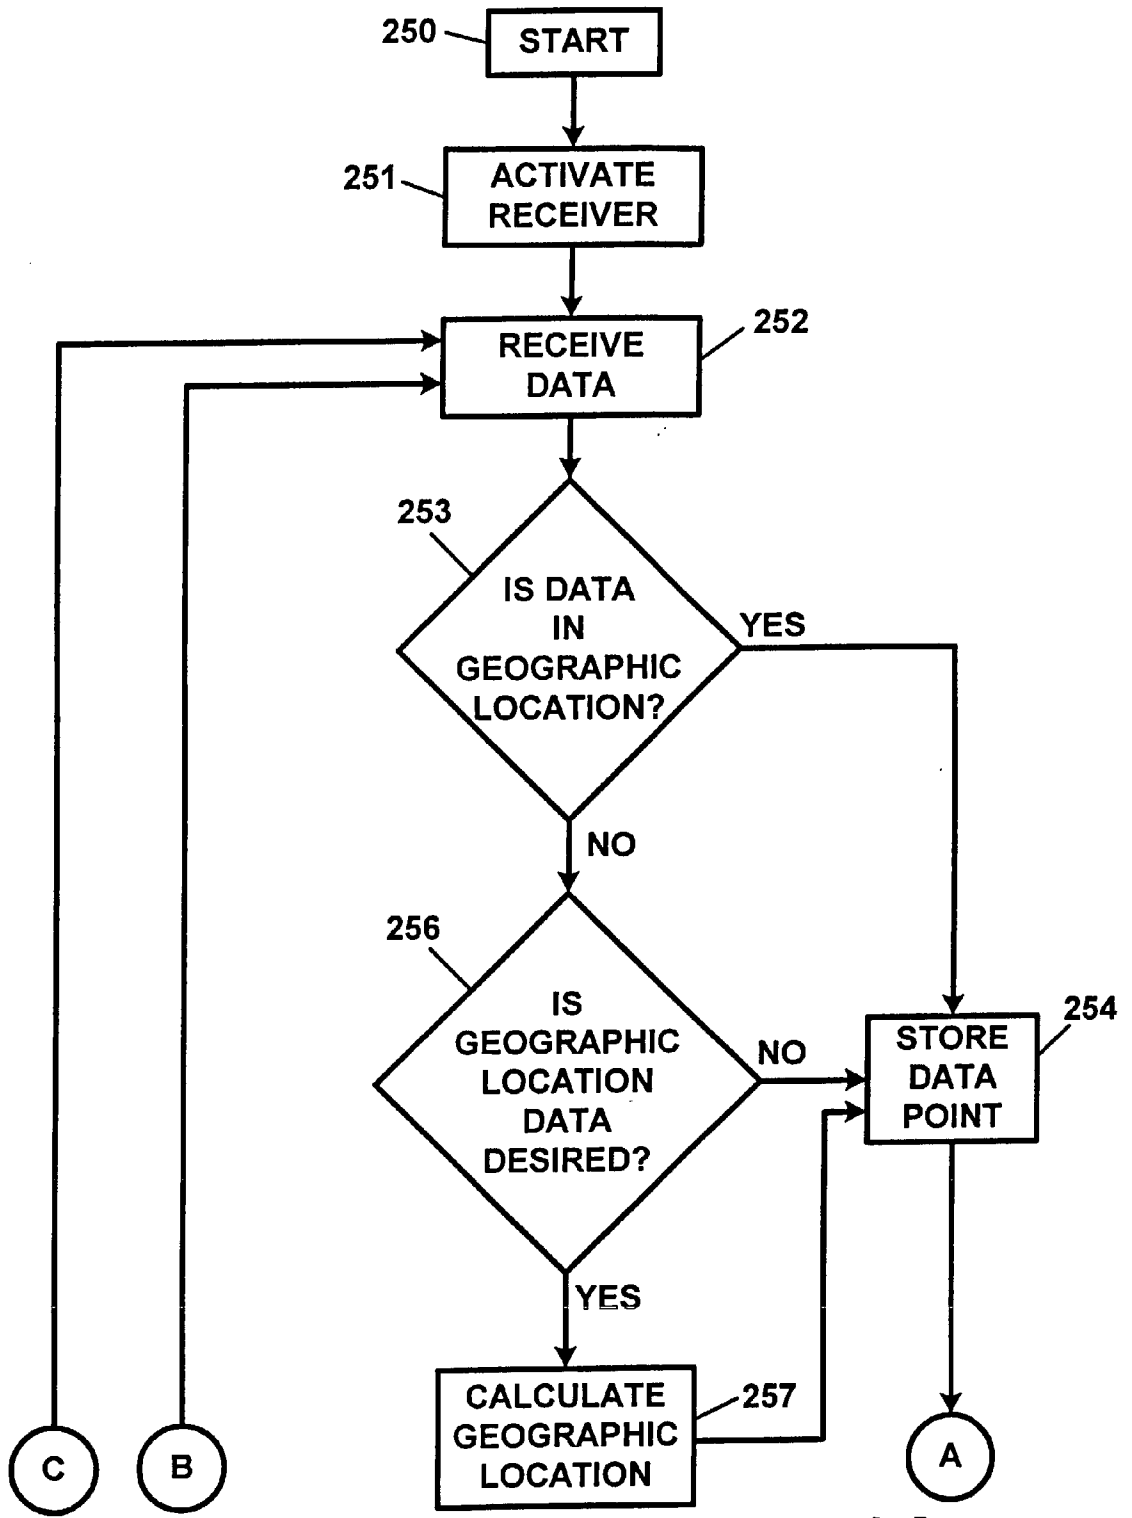 250
START
251
ACTIVATE
RECEIVER
252
RECEIVE
DATA
253
IS DATA
IN
GEOGRAPHIC
LOCATION?
YES
NO
256
IS
GEOGRAPHIC
LOCATION
DATA
DESIRED?
NO
254
STORE
DATA
POINT
YES
257
CALCULATE
GEOGRAPHIC
LOCATION
C
B
A